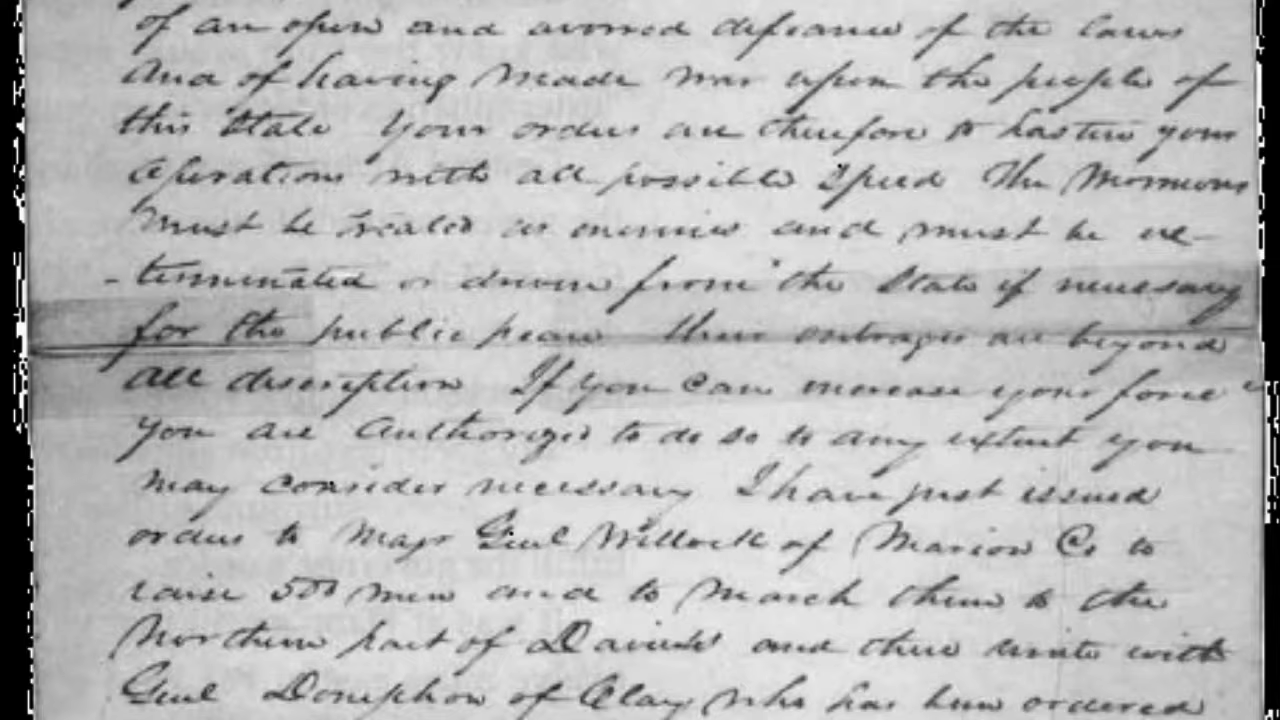 of an open and avowed defiance of the laws
and of having made war upon the people of
this State Your orders are therefore to hasten your
operations with all possible speed The Mormons
must be treated as enemies and must be ex-
-terminated or driven from the State if necessary
for the public peace their outrages are beyond
all description If you can increase your force
you are authorized to do so to any extent you
may consider necessary I have just issued
orders to Majr Genl Willock of Marion Co to
raise 500 men and to march them to the
Northern part of Daviess and there unite with
Genl Doniphan of Clay who has been ordered